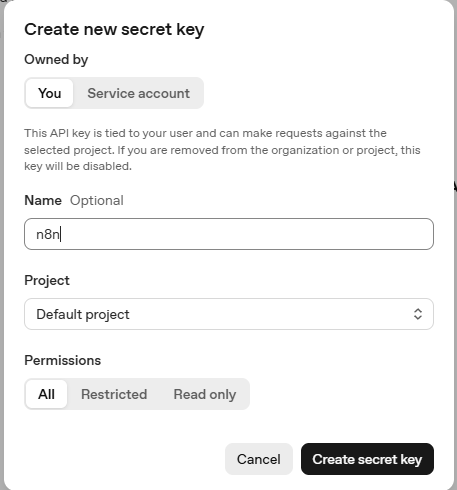 Create new secret key
Owned by
You Service account
This API key is tied to your user and can make requests against the
selected project. If you are removed from the organization or project, this
key will be disabled.
Name Optional
n8n
Project
Default project
Permissions
All Restricted Read only
Cancel Create secret key